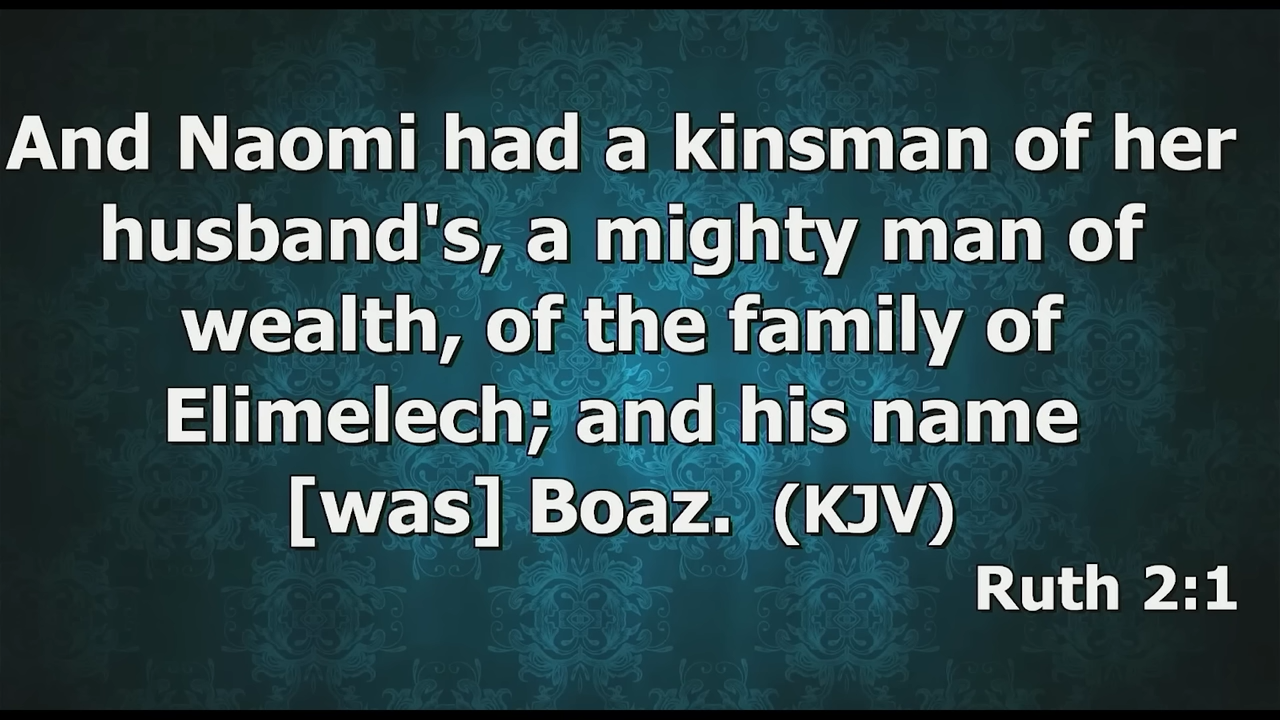 And Naomi had a kinsman of her
husband's, a mighty man of
wealth, of the family of
Elimelech; and his name
[was] Boaz. (KJV)
Ruth 2:1